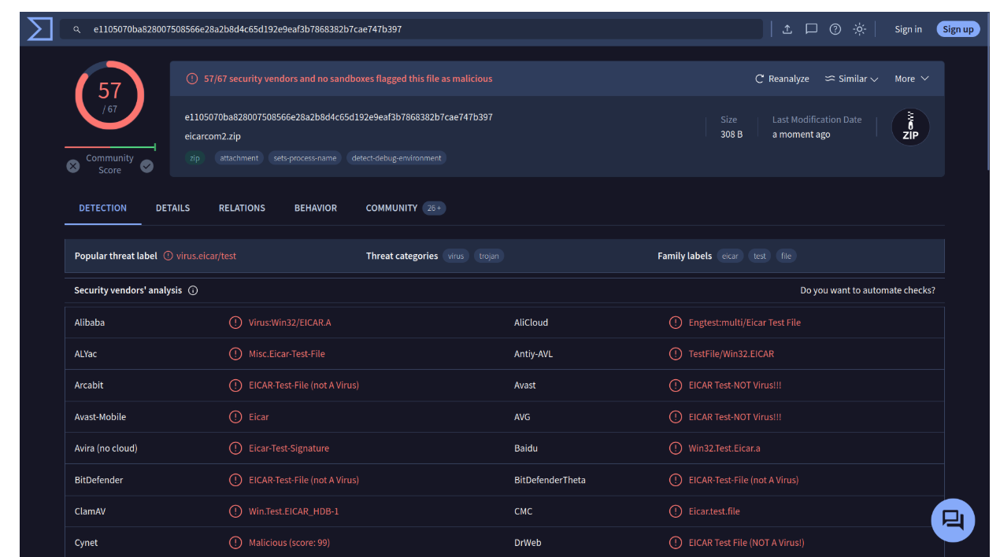 e1105070ba828007508566e28a2b8d4c65d192e9eaf3b7868382b7cae747b397
Sign in
Sign up
57
/ 67
Community
Score
57/67 security vendors and no sandboxes flagged this file as malicious
Reanalyze
Similar
More
e1105070ba828007508566e28a2b8d4c65d192e9eaf3b7868382b7cae747b397
eicarcom2.zip
zip attachment sets-process-name detect-debug-environment
Size
308 B
Last Modification Date
a moment ago
ZIP
DETECTION DETAILS RELATIONS BEHAVIOR COMMUNITY 26+
Popular threat label virus.eicar/test Threat categories virus trojan Family labels eicar test file
Security vendors' analysis Do you want to automate checks?
Alibaba Virus:Win32/EICAR.A AliCloud Engtest:multi/Eicar Test File
ALYac Misc.Eicar-Test-File Antiy-AVL TestFile/Win32.EICAR
Arcabit EICAR-Test-File (not A Virus) Avast EICAR Test-NOT Virus!!!
Avast-Mobile Eicar AVG EICAR Test-NOT Virus!!!
Avira (no cloud) Eicar-Test-Signature Baidu Win32.Test.Eicar.a
BitDefender EICAR-Test-File (not A Virus) BitDefenderTheta EICAR-Test-File (not A Virus)
ClamAV Win.Test.EICAR_HDB-1 CMC Eicar.test.file
Cynet Malicious (score: 99) DrWeb EICAR Test File (NOT A Virus!)